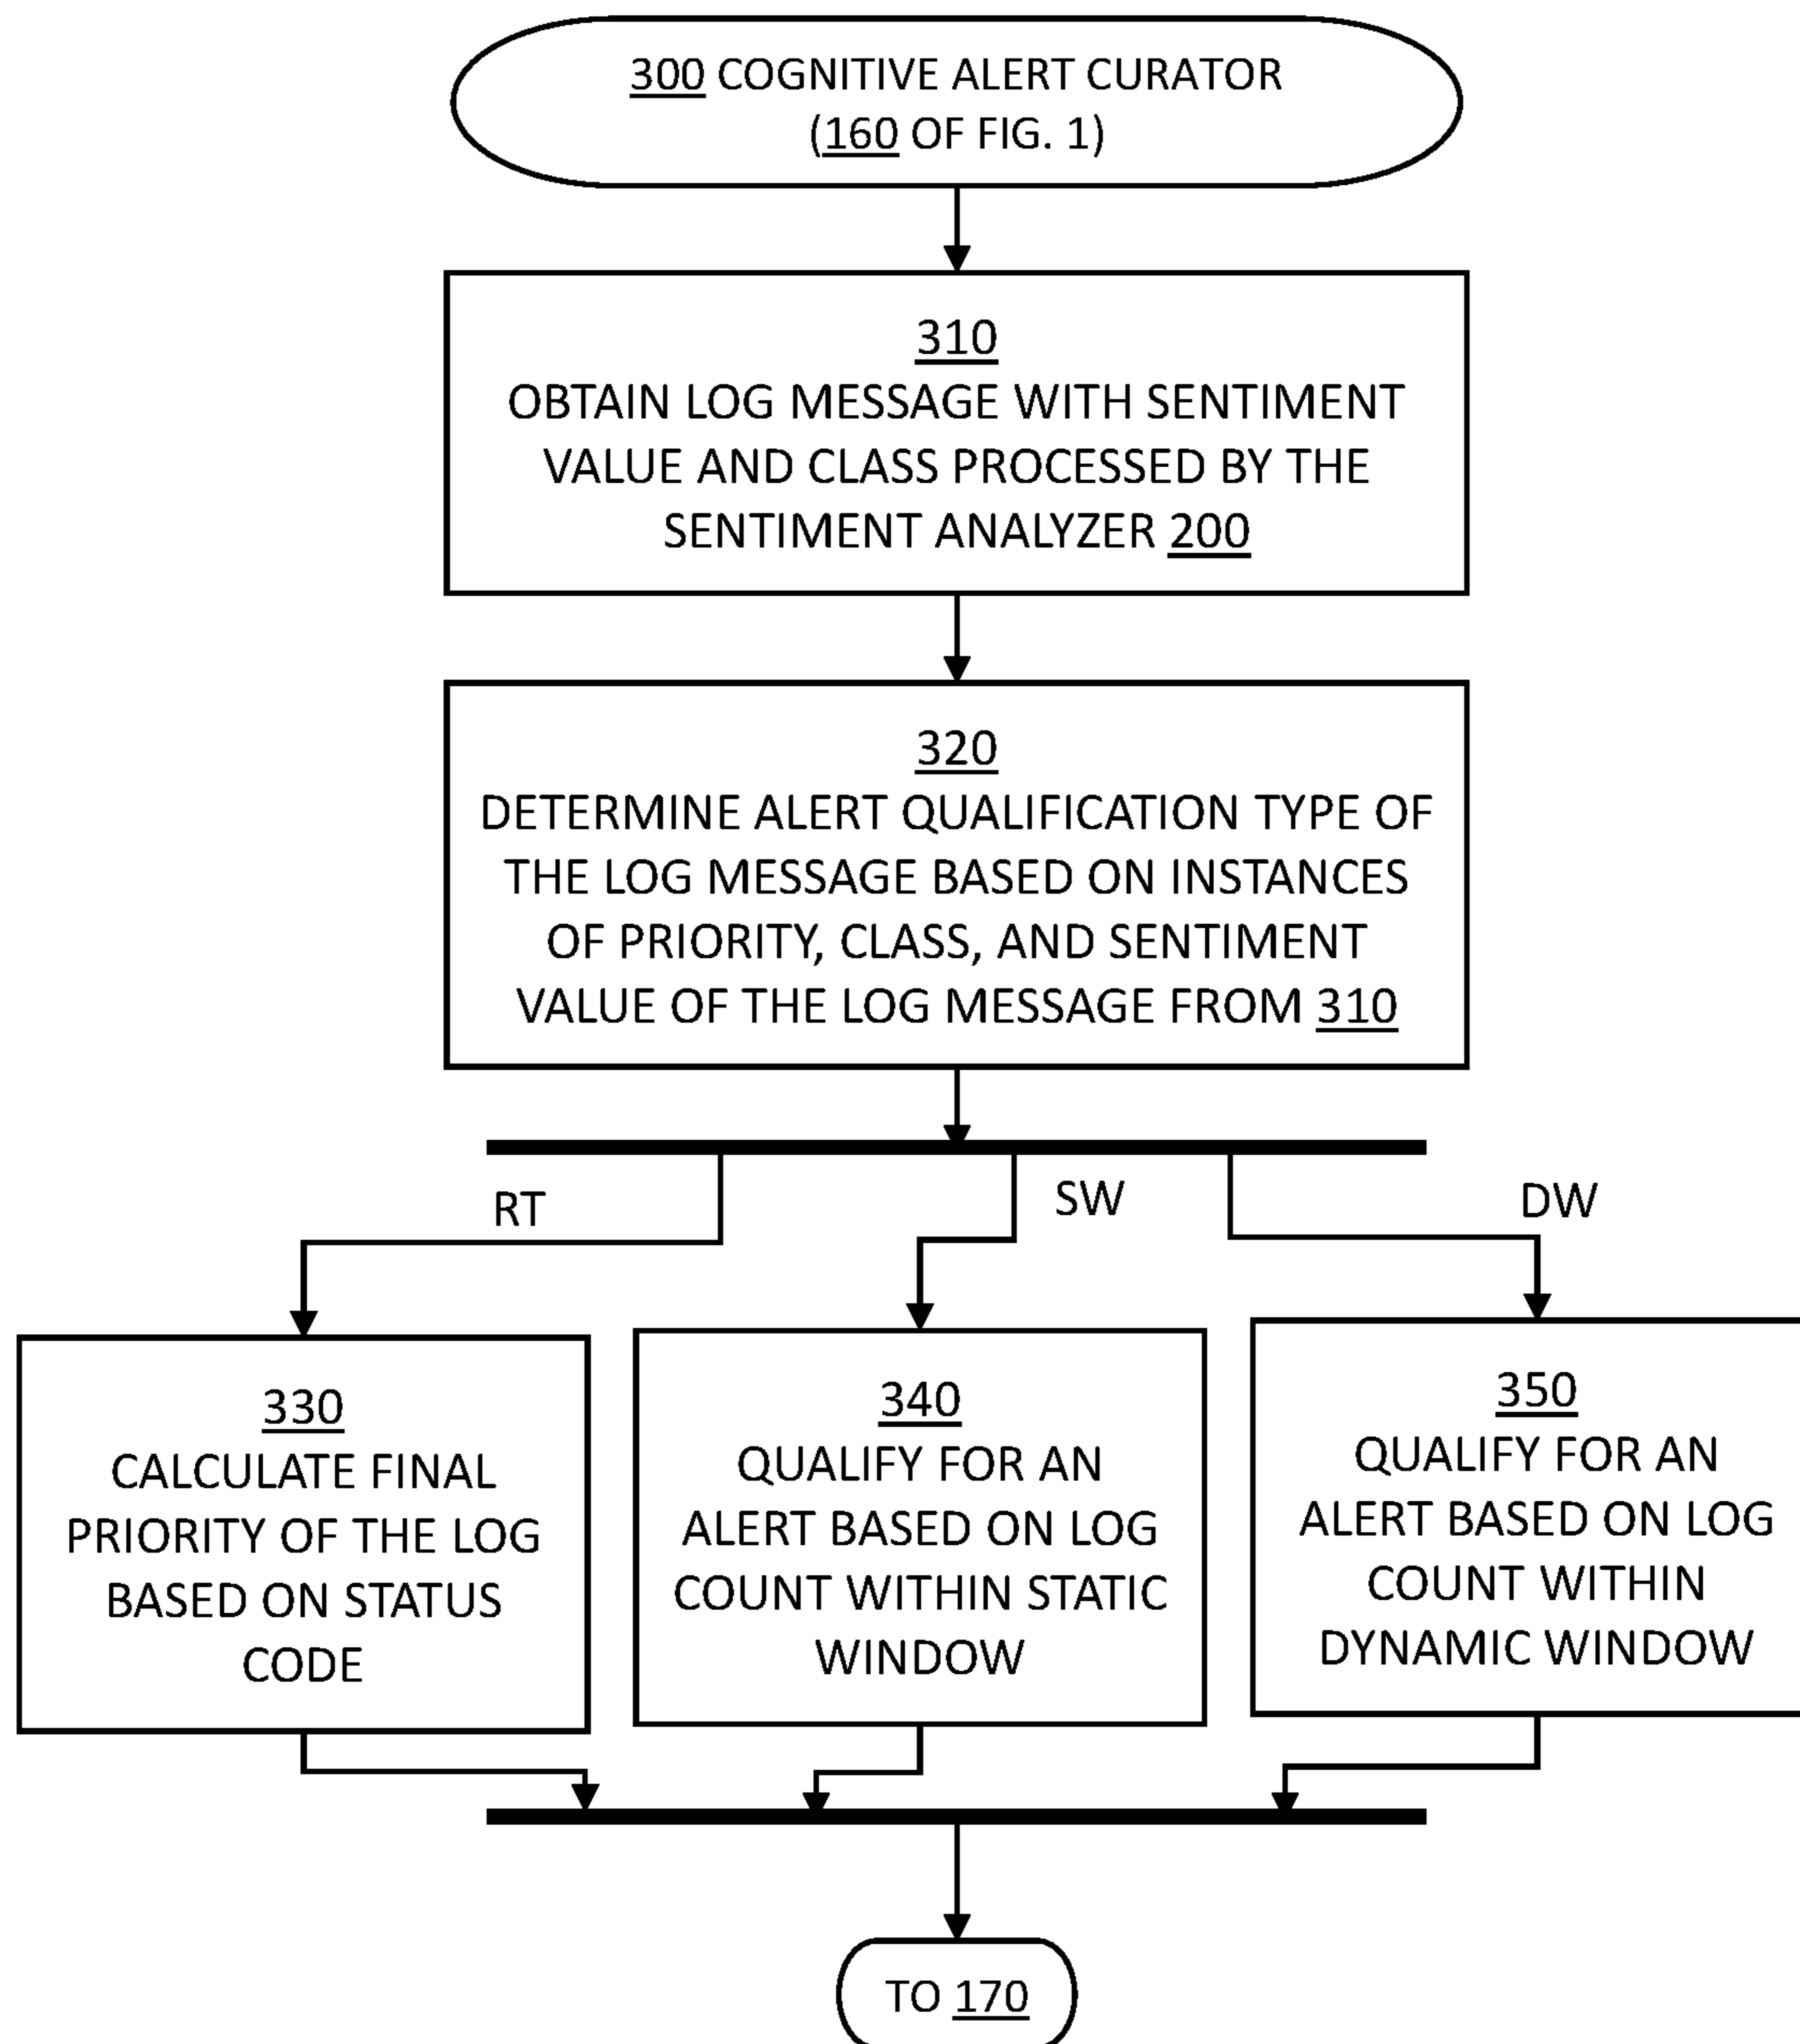 300 COGNITIVE ALERT CURATOR
(160 OF FIG. 1)
310
OBTAIN LOG MESSAGE WITH SENTIMENT
VALUE AND CLASS PROCESSED BY THE
SENTIMENT ANALYZER 200
320
DETERMINE ALERT QUALIFICATION TYPE OF
THE LOG MESSAGE BASED ON INSTANCES
OF PRIORITY, CLASS, AND SENTIMENT
VALUE OF THE LOG MESSAGE FROM 310
RT
SW
DW
330
CALCULATE FINAL
PRIORITY OF THE LOG
BASED ON STATUS
CODE
340
QUALIFY FOR AN
ALERT BASED ON LOG
COUNT WITHIN STATIC
WINDOW
350
QUALIFY FOR AN
ALERT BASED ON LOG
COUNT WITHIN
DYNAMIC WINDOW
TO 170